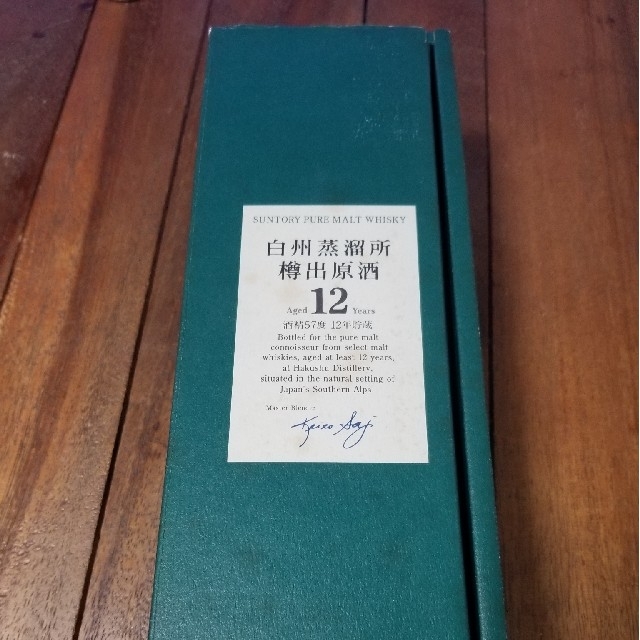 SUNTORY PURE MALT WHISKY
白州蒸溜所
樽出原酒
Aged 12 Years
酒精57度 12年貯蔵
Bottled for the pure malt
connoisseur from select malt
whiskies, aged at least 12 years,
at Hakushu Distillery,
situated in the natural setting of
Japan's Southern Alps
Master Blender
Keizo Saji